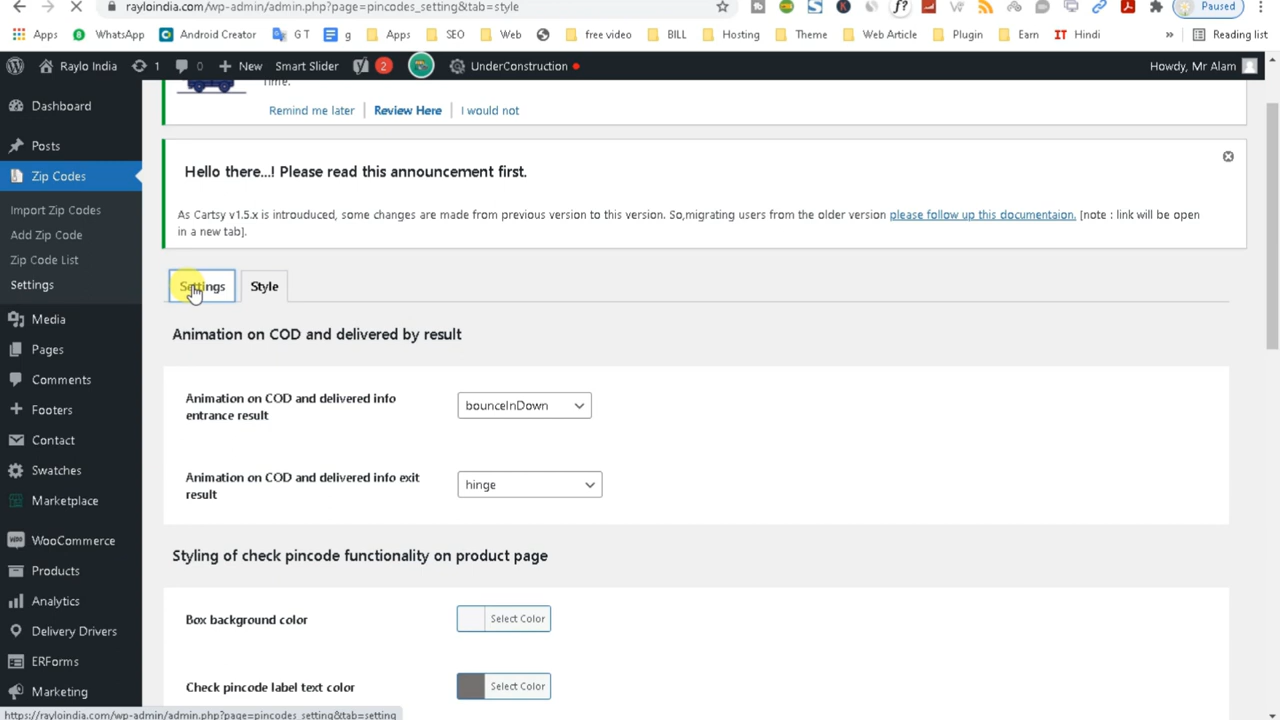 rayloindia.com/wp-admin/admin.php?page=pincodes_setting&tab=style
Paused
Apps WhatsApp Android Creator G T g Apps SEO Web free video BILL Hosting Theme Web Article Plugin Earn IT Hindi » Reading list
Raylo India 1 0 New Smart Slider 2 UnderConstruction Howdy, Mr Alam
Dashboard
Posts
Zip Codes
Import Zip Codes
Add Zip Code
Zip Code List
Settings
Media
Pages
Comments
Footers
Contact
Swatches
Marketplace
WooCommerce
Products
Analytics
Delivery Drivers
ERForms
Marketing
Time.
Remind me later Review Here I would not
Hello there...! Please read this announcement first.
As Cartsy v1.5.x is introuduced, some changes are made from previous version to this version. So,migrating users from the older version please follow up this documentaion. [note : link will be open
in a new tab].
Settings Style
Animation on COD and delivered by result
Animation on COD and delivered info
entrance result
bounceInDown
Animation on COD and delivered info exit
result
hinge
Styling of check pincode functionality on product page
Box background color
Select Color
Check pincode label text color
Select Color
https://rayloindia.com/wp-admin/admin.php?page=pincodes_setting&tab=setting